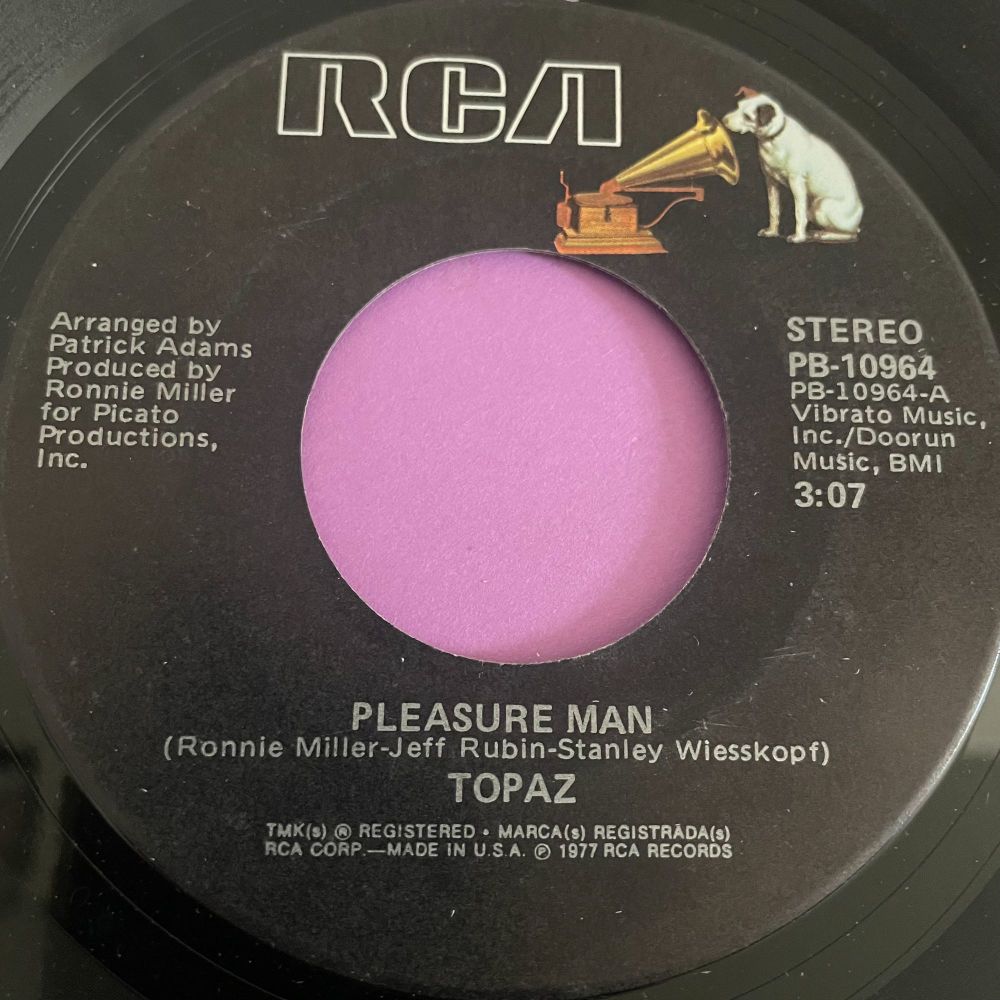 RCA
Arranged by
Patrick Adams
Produced by
Ronnie Miller
for Picato
Productions,
Inc.
STEREO
PB-10964
PB-10964-A
Vibrato Music,
Inc./Doorun
Music, BMI
3:07
PLEASURE MAN
(Ronnie Miller-Jeff Rubin-Stanley Wiesskopf)
TOPAZ
TMK(s) ® REGISTERED • MARCA(s) REGISTRADA(s)
RCA CORP.—MADE IN U.S.A. ℗ 1977 RCA RECORDS